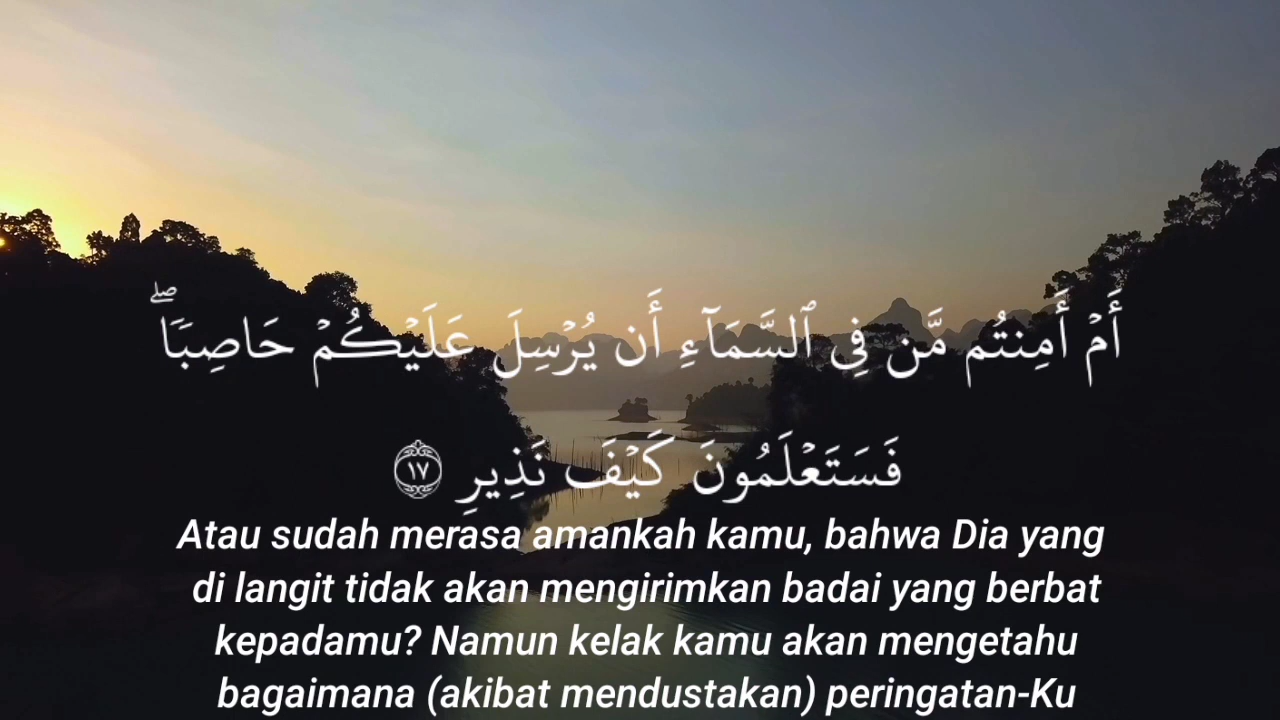 أَمۡ أَمِنتُم مَّن فِي ٱلسَّمَآءِ أَن يُرۡسِلَ عَلَيۡكُمۡ حَاصِبٗاۖ
فَسَتَعۡلَمُونَ كَيۡفَ نَذِيرِ ١٧
Atau sudah merasa amankah kamu, bahwa Dia yang
di langit tidak akan mengirimkan badai yang berbat
kepadamu? Namun kelak kamu akan mengetahu
bagaimana (akibat mendustakan) peringatan-Ku